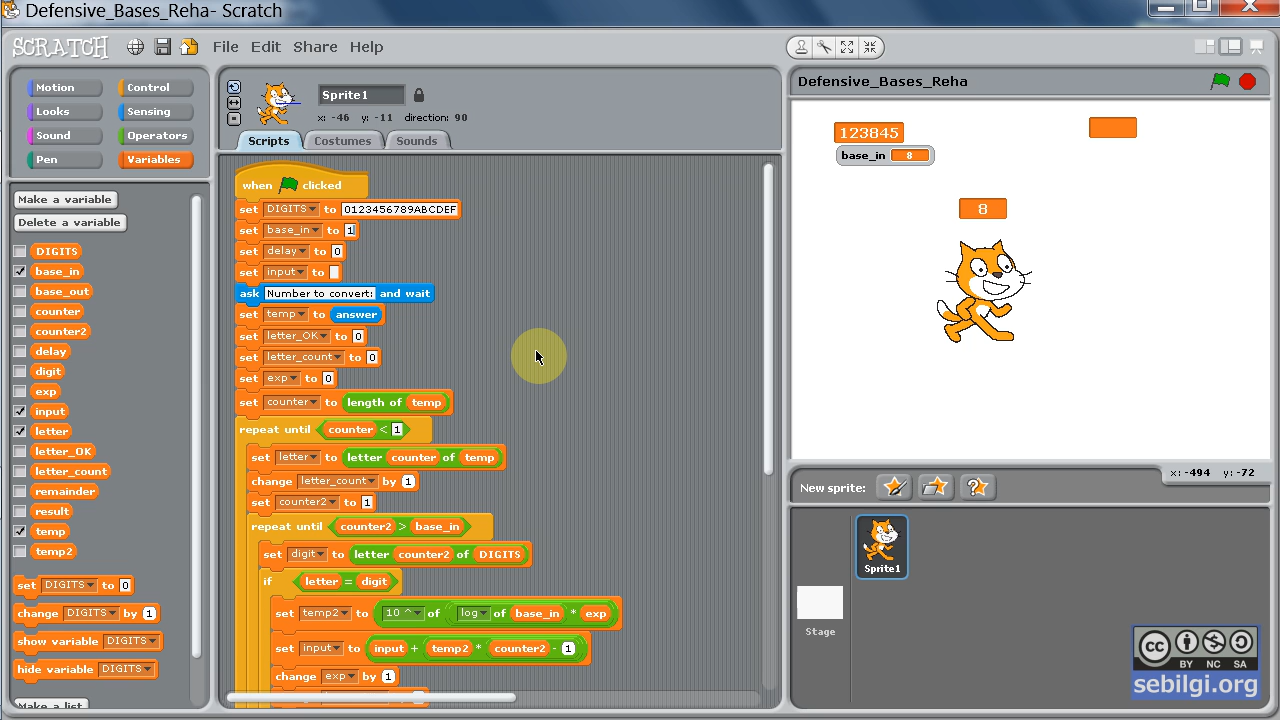 Defensive_Bases_Reha- Scratch
SCRATCH
File Edit Share Help
Motion Control
Looks Sensing
Sound Operators
Pen Variables
Make a variable
Delete a variable
DIGITS
base_in
base_out
counter
counter2
delay
digit
exp
input
letter
letter_OK
letter_count
remainder
result
temp
temp2
set DIGITS to 0
change DIGITS by 1
show variable DIGITS
hide variable DIGITS
Make a list
Sprite1
x: -46 y: -11 direction: 90
Scripts Costumes Sounds
when clicked
set DIGITS to 0123456789ABCDEF
set base_in to 1
set delay to 0
set input to
ask Number to convert: and wait
set temp to answer
set letter_OK to 0
set letter_count to 0
set exp to 0
set counter to length of temp
repeat until counter < 1
set letter to letter counter of temp
change letter_count by 1
set counter2 to 1
repeat until counter2 > base_in
set digit to letter counter2 of DIGITS
if letter = digit
set temp2 to 10 ^ of log of base_in * exp
set input to input + temp2 * counter2 - 1
change exp by 1
Defensive_Bases_Reha
123845
base_in 8
8
x: -494 y: -72
New sprite:
Sprite1
Stage
cc BY NC SA
sebilgi.org